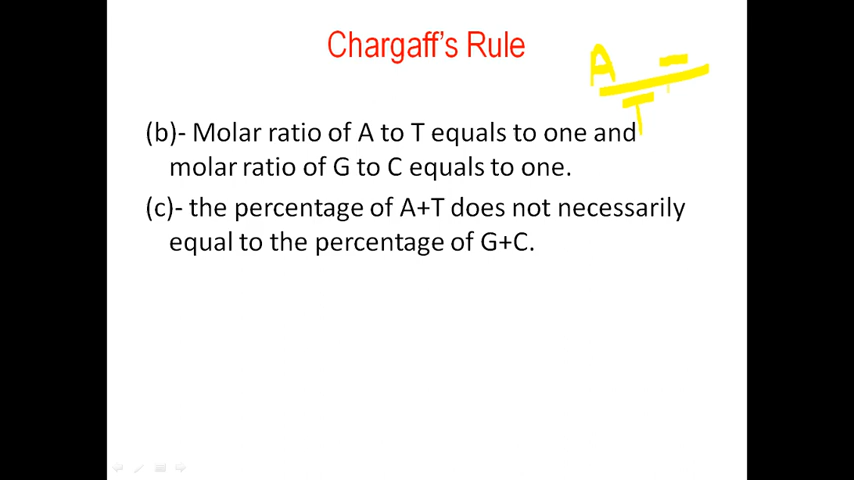 Chargaff's Rule
A
T
(b)- Molar ratio of A to T equals to one and
molar ratio of G to C equals to one.
(c)- the percentage of A+T does not necessarily
equal to the percentage of G+C.